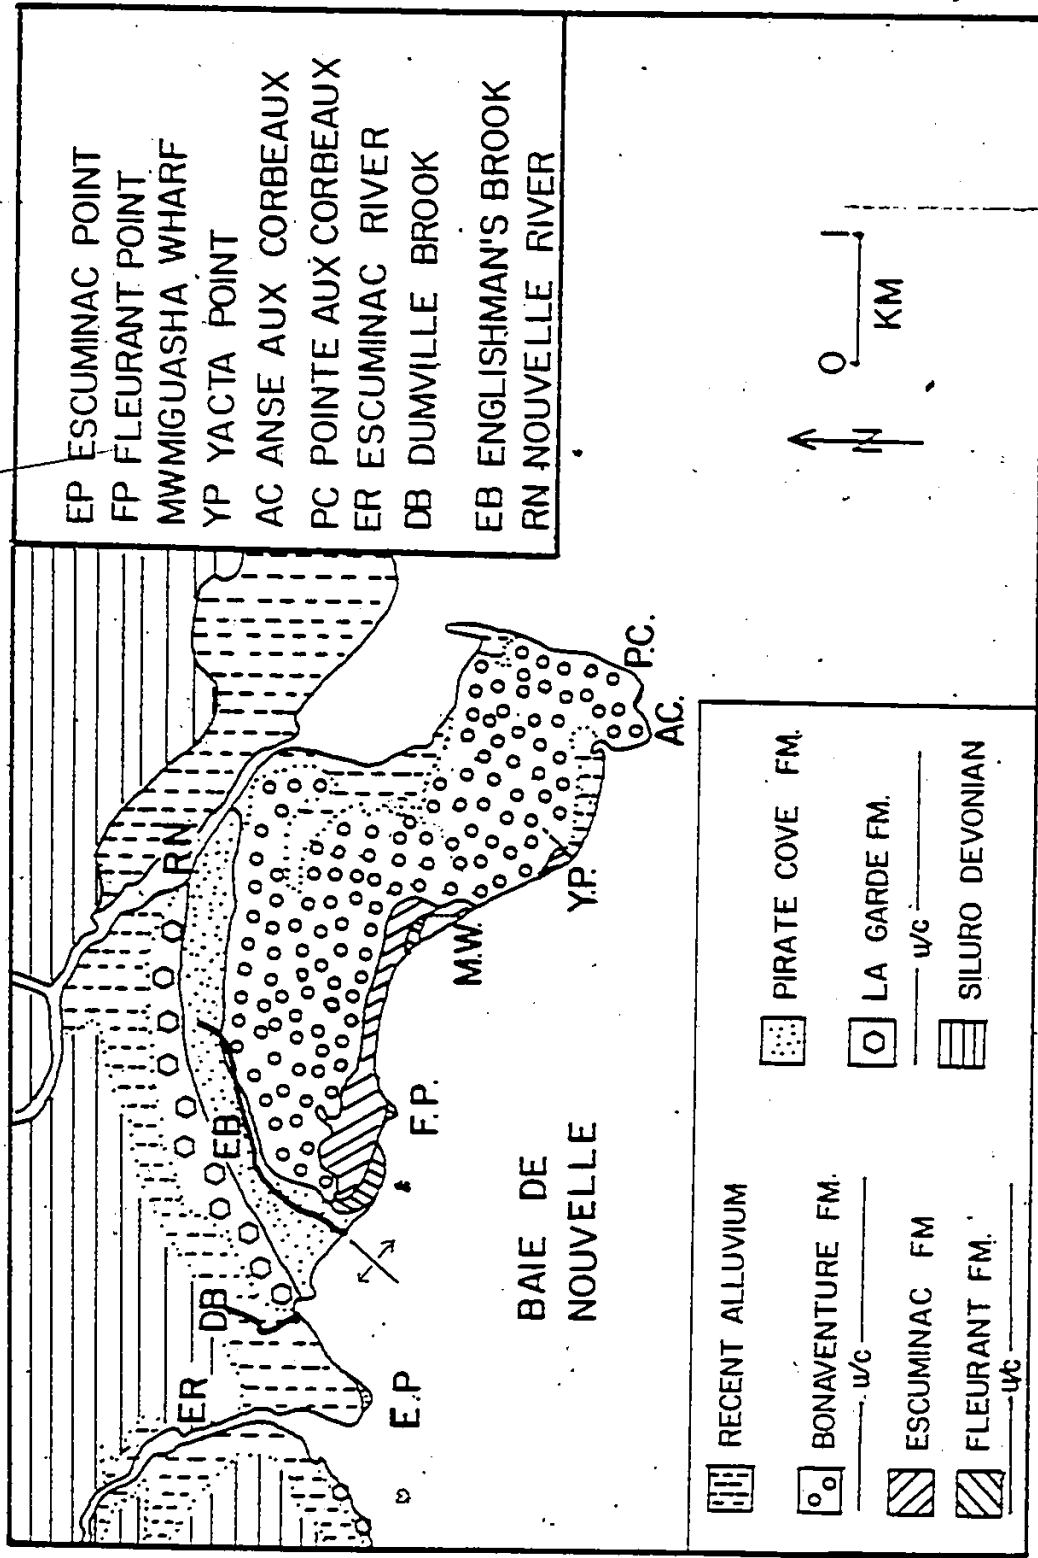 EP ESCUMINAC POINT
FP FLEURANT POINT
MWMIGUASHA WHARF
YP YACTA POINT
AC ANSE AUX CORBEAUX
PC POINTE AUX CORBEAUX
ER ESCUMINAC RIVER
DB DUMVILLE BROOK
EB ENGLISHMAN'S BROOK
RN NOUVELLE RIVER
RN
EB
DB
ER
E.P
F.P.
M.W.
Y.P.
AC.
P.C.
BAIE DE
NOUVELLE
N
0 1
KM
RECENT ALLUVIUM
BONAVENTURE FM.
u/c
ESCUMINAC FM
FLEURANT FM.
u/c
PIRATE COVE FM.
LA GARDE FM.
u/c
SILURO DEVONIAN